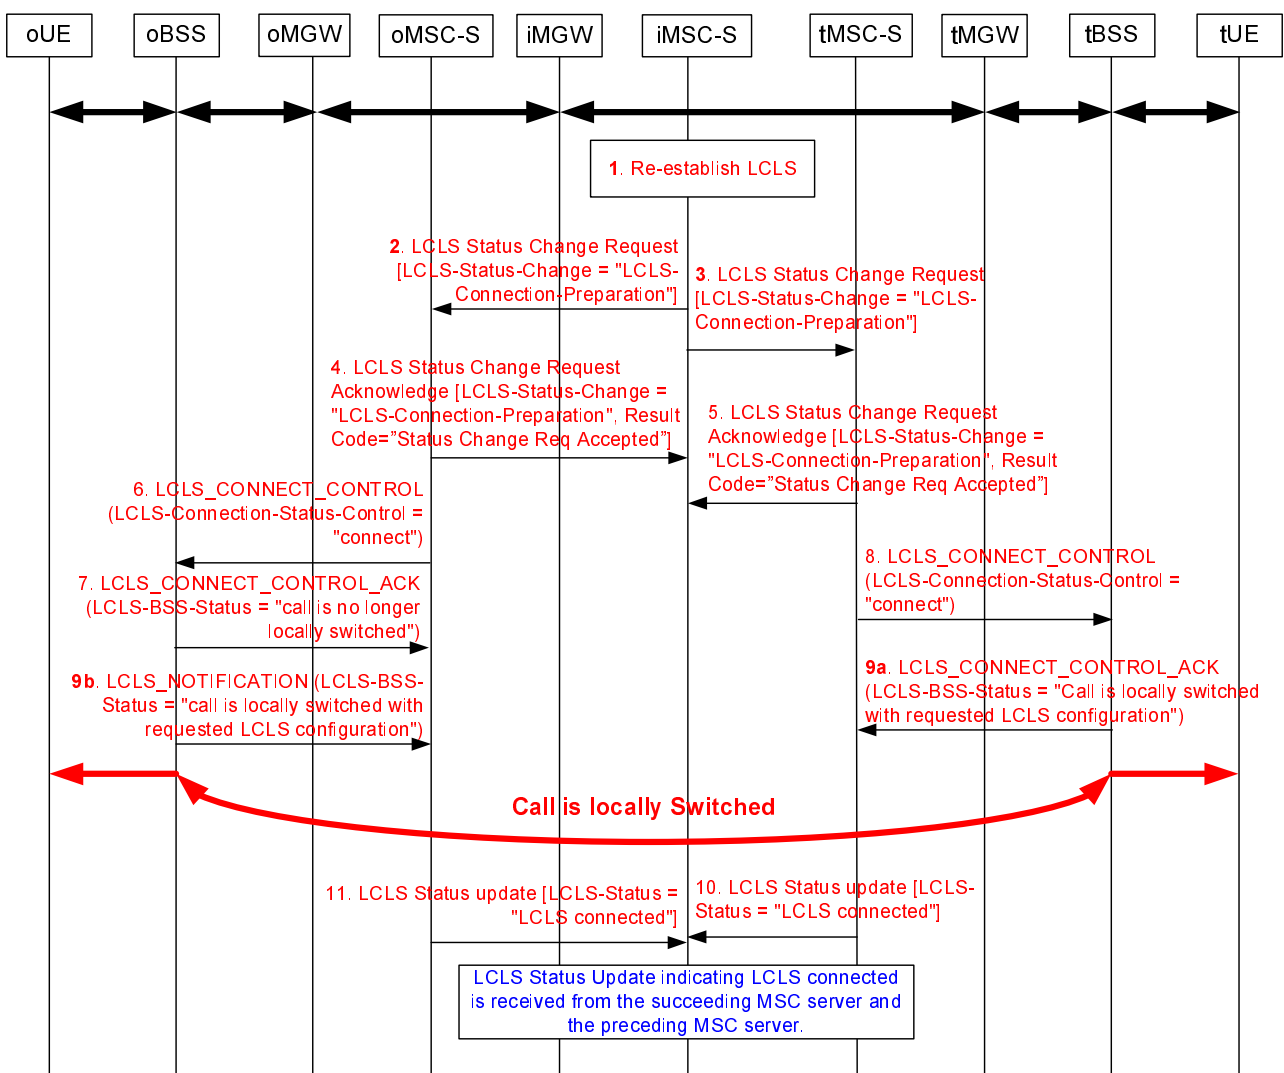 oUE oBSS oMGW oMSC-S iMGW iMSC-S tMSC-S tMGW tBSS tUE
1. Re-establish LCLS
2. LCLS Status Change Request
[LCLS-Status-Change = "LCLS-
Connection-Preparation"]
3. LCLS Status Change Request
[LCLS-Status-Change = "LCLS-
Connection-Preparation"]
4. LCLS Status Change Request
Acknowledge [LCLS-Status-Change =
"LCLS-Connection-Preparation", Result
Code=”Status Change Req Accepted”]
5. LCLS Status Change Request
Acknowledge [LCLS-Status-Change =
"LCLS-Connection-Preparation", Result
Code=”Status Change Req Accepted”]
6. LCLS_CONNECT_CONTROL
(LCLS-Connection-Status-Control =
"connect")
7. LCLS_CONNECT_CONTROL_ACK
(LCLS-BSS-Status = "call is no longer
locally switched")
8. LCLS_CONNECT_CONTROL
(LCLS-Connection-Status-Control =
"connect")
9a. LCLS_CONNECT_CONTROL_ACK
(LCLS-BSS-Status = "Call is locally switched
with requested LCLS configuration")
9b. LCLS_NOTIFICATION (LCLS-BSS-
Status = "call is locally switched with
requested LCLS configuration")
Call is locally Switched
10. LCLS Status update [LCLS-
Status = "LCLS connected"]
11. LCLS Status update [LCLS-Status =
"LCLS connected"]
LCLS Status Update indicating LCLS connected
is received from the succeeding MSC server and
the preceding MSC server.